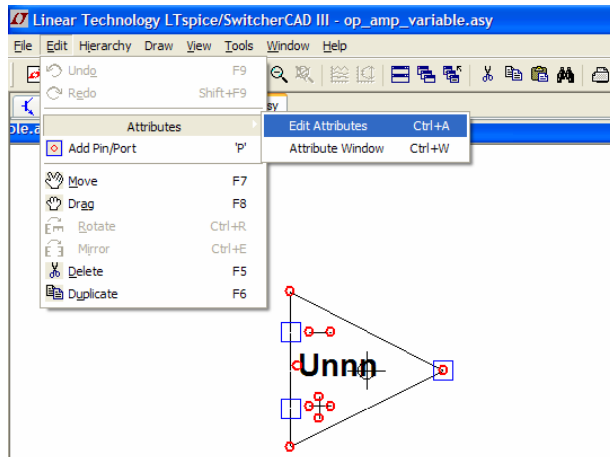 Linear Technology LTspice/SwitcherCAD III - op_amp_variable.asy
File Edit Hierarchy Draw View Tools Window Help
Undo F9
Redo Shift+F9
sy
ble.a
Attributes
Edit Attributes Ctrl+A
Add Pin/Port 'P'
Attribute Window Ctrl+W
Move F7
Drag F8
Rotate Ctrl+R
Mirror Ctrl+E
Delete F5
Duplicate F6
Unnn